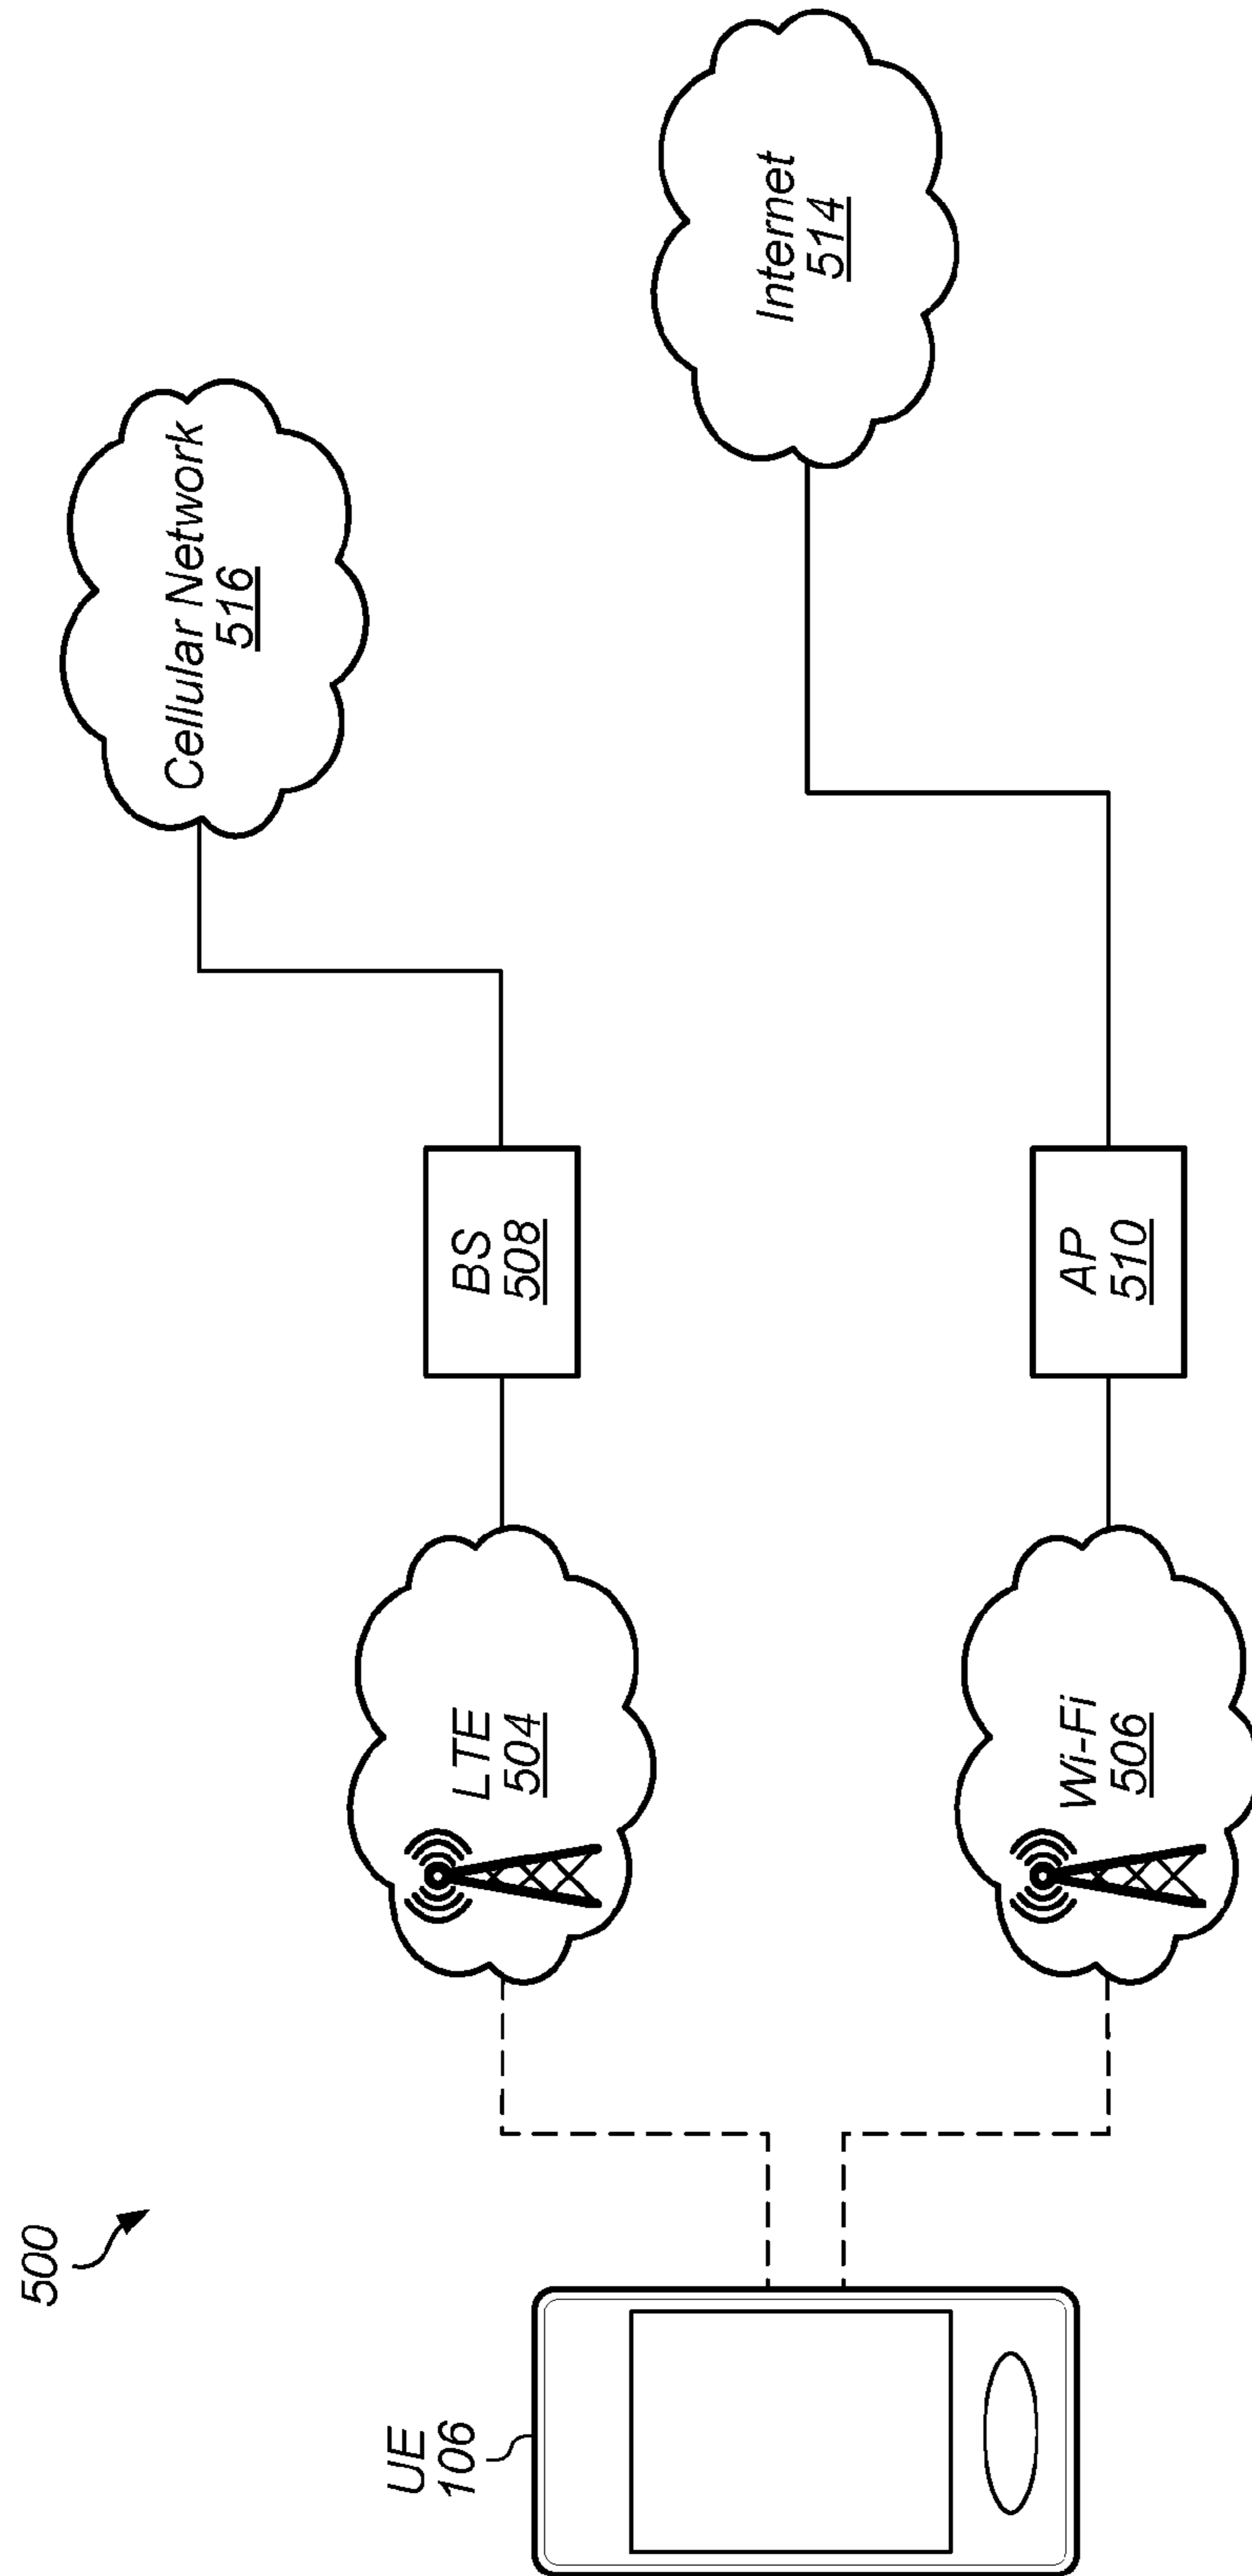 500
UE
106
LTE
504
BS
508
Cellular Network
516
Wi-Fi
506
AP
510
Internet
514